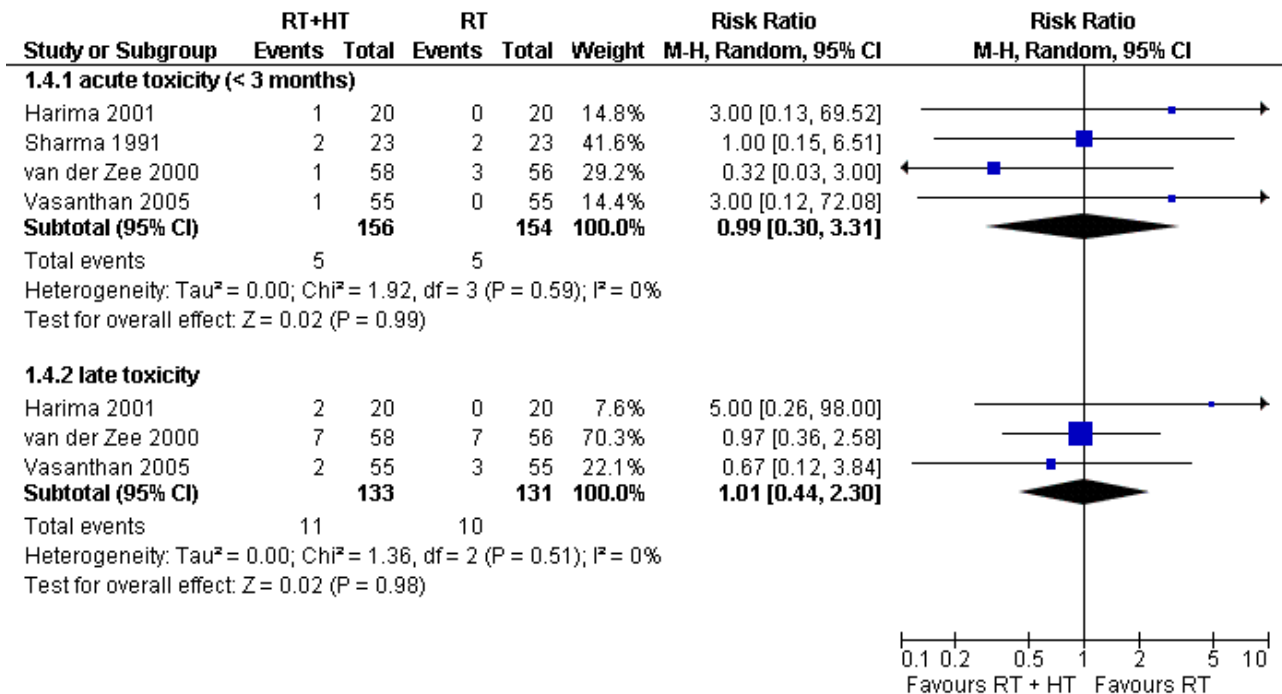 RT+HT RT Risk Ratio Risk Ratio
Study or Subgroup Events Total Events Total Weight M-H, Random, 95% CI M-H, Random, 95% CI
1.4.1 acute toxicity (< 3 months)
Harima 2001 1 20 0 20 14.8% 3.00 [0.13, 69.52]
Sharma 1991 2 23 2 23 41.6% 1.00 [0.15, 6.51]
van der Zee 2000 1 58 3 56 29.2% 0.32 [0.03, 3.00]
Vasanthan 2005 1 55 0 55 14.4% 3.00 [0.12, 72.08]
Subtotal (95% CI) 156 154 100.0% 0.99 [0.30, 3.31]
Total events 5 5
Heterogeneity: Tau² = 0.00; Chi² = 1.92, df = 3 (P = 0.59); I² = 0%
Test for overall effect: Z = 0.02 (P = 0.99)
1.4.2 late toxicity
Harima 2001 2 20 0 20 7.6% 5.00 [0.26, 98.00]
van der Zee 2000 7 58 7 56 70.3% 0.97 [0.36, 2.58]
Vasanthan 2005 2 55 3 55 22.1% 0.67 [0.12, 3.84]
Subtotal (95% CI) 133 131 100.0% 1.01 [0.44, 2.30]
Total events 11 10
Heterogeneity: Tau² = 0.00; Chi² = 1.36, df = 2 (P = 0.51); I² = 0%
Test for overall effect: Z = 0.02 (P = 0.98)
0.1 0.2 0.5 1 2 5 10
Favours RT + HT Favours RT